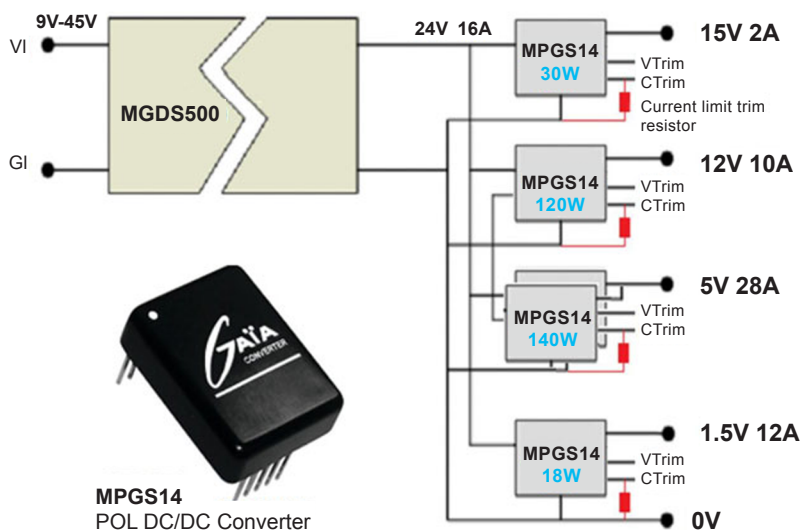 9V-45V
VI
GI
MGDS500
24V 16A
MPGS14
30W
15V 2A
VTrim
CTrim
Current limit trim
resistor
MPGS14
120W
12V 10A
VTrim
CTrim
MPGS14
140W
5V 28A
VTrim
CTrim
MPGS14
18W
1.5V 12A
VTrim
CTrim
0V
GAÏA
CONVERTER
MPGS14
POL DC/DC Converter